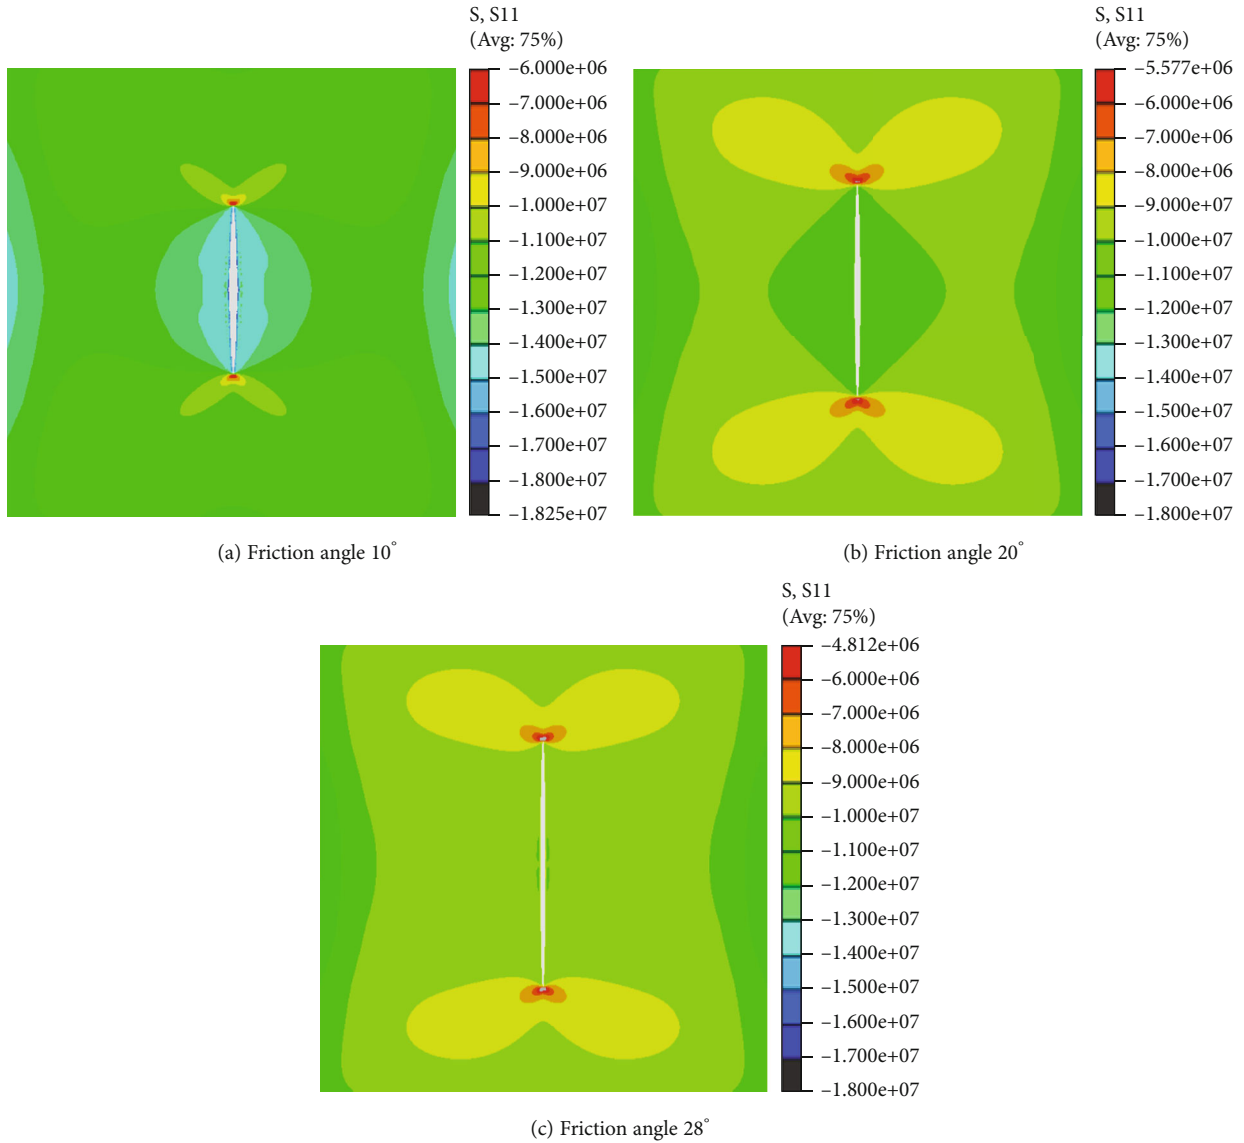 S, S11
(Avg: 75%)
–6.000e+06
–7.000e+06
–8.000e+06
–9.000e+06
–1.000e+07
–1.100e+07
–1.200e+07
–1.300e+07
–1.400e+07
–1.500e+07
–1.600e+07
–1.700e+07
–1.800e+07
–1.825e+07
(a) Friction angle 10°
S, S11
(Avg: 75%)
–5.577e+06
–6.000e+06
–7.000e+06
–8.000e+06
–9.000e+06
–1.000e+07
–1.100e+07
–1.200e+07
–1.300e+07
–1.400e+07
–1.500e+07
–1.600e+07
–1.700e+07
–1.800e+07
(b) Friction angle 20°
S, S11
(Avg: 75%)
–4.812e+06
–6.000e+06
–7.000e+06
–8.000e+06
–9.000e+06
–1.000e+07
–1.100e+07
–1.200e+07
–1.300e+07
–1.400e+07
–1.500e+07
–1.600e+07
–1.700e+07
–1.800e+07
(c) Friction angle 28°